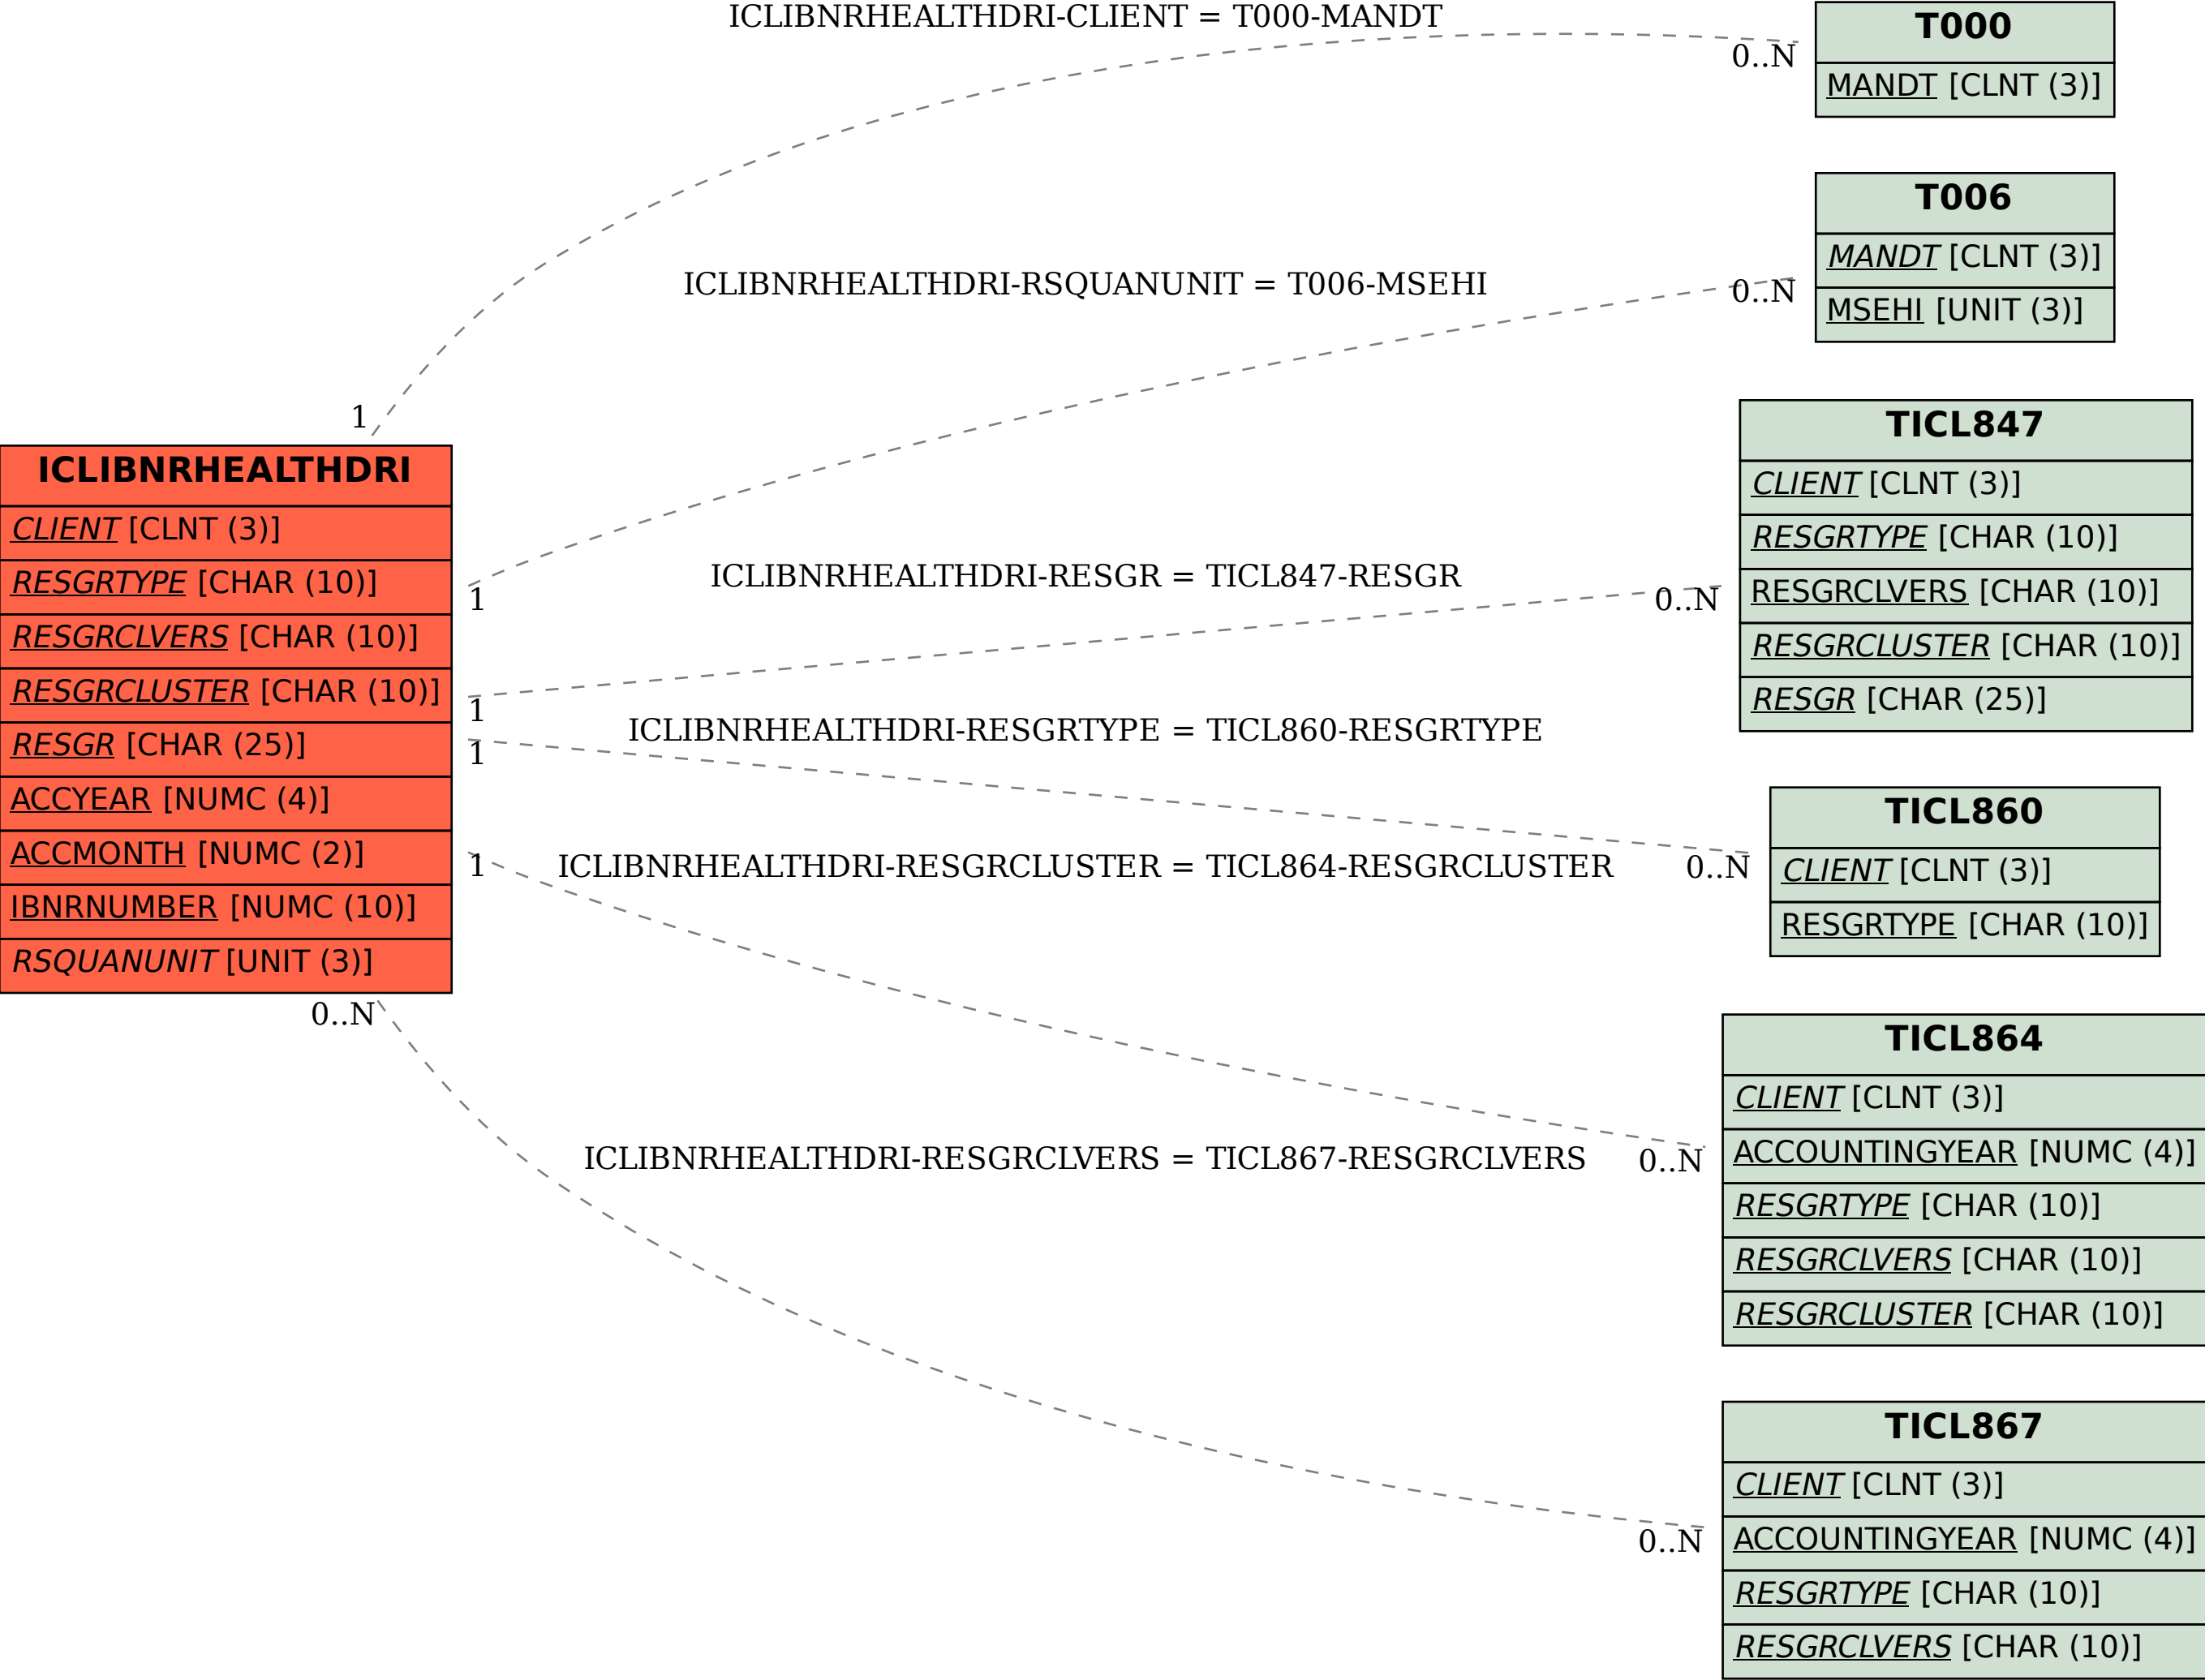 ICLIBNRHEALTHDRI-CLIENT = T000-MANDT
0..N
1
T000
MANDT [CLNT (3)]
ICLIBNRHEALTHDRI-RSQUANUNIT = T006-MSEHI
0..N
1
T006
MANDT [CLNT (3)]
MSEHI [UNIT (3)]
ICLIBNRHEALTHDRI
CLIENT [CLNT (3)]
RESGRTYPE [CHAR (10)]
RESGRCLVERS [CHAR (10)]
RESGRCLUSTER [CHAR (10)]
RESGR [CHAR (25)]
ACCYEAR [NUMC (4)]
ACCMONTH [NUMC (2)]
IBNRNUMBER [NUMC (10)]
RSQUANUNIT [UNIT (3)]
ICLIBNRHEALTHDRI-RESGR = TICL847-RESGR
0..N
1
TICL847
CLIENT [CLNT (3)]
RESGRTYPE [CHAR (10)]
RESGRCLVERS [CHAR (10)]
RESGRCLUSTER [CHAR (10)]
RESGR [CHAR (25)]
ICLIBNRHEALTHDRI-RESGRTYPE = TICL860-RESGRTYPE
1
0..N
TICL860
CLIENT [CLNT (3)]
RESGRTYPE [CHAR (10)]
ICLIBNRHEALTHDRI-RESGRCLUSTER = TICL864-RESGRCLUSTER
1
0..N
TICL864
CLIENT [CLNT (3)]
ACCOUNTINGYEAR [NUMC (4)]
RESGRTYPE [CHAR (10)]
RESGRCLVERS [CHAR (10)]
RESGRCLUSTER [CHAR (10)]
ICLIBNRHEALTHDRI-RESGRCLVERS = TICL867-RESGRCLVERS
0..N
0..N
TICL867
CLIENT [CLNT (3)]
ACCOUNTINGYEAR [NUMC (4)]
RESGRTYPE [CHAR (10)]
RESGRCLVERS [CHAR (10)]